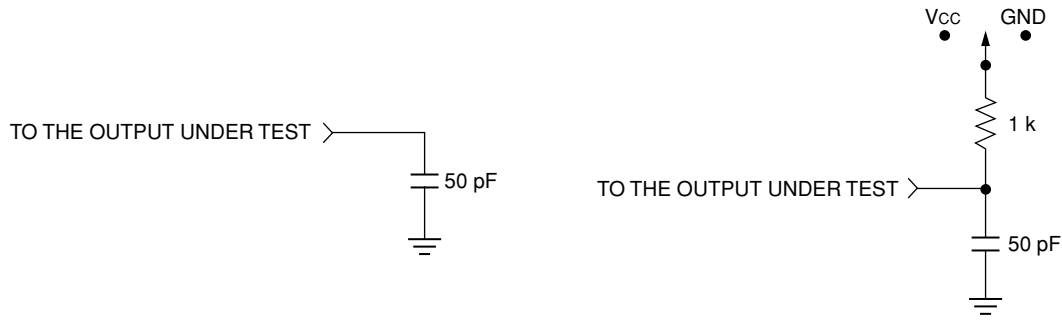 VCC GND
TO THE OUTPUT UNDER TEST
1 k
50 pF
TO THE OUTPUT UNDER TEST
50 pF